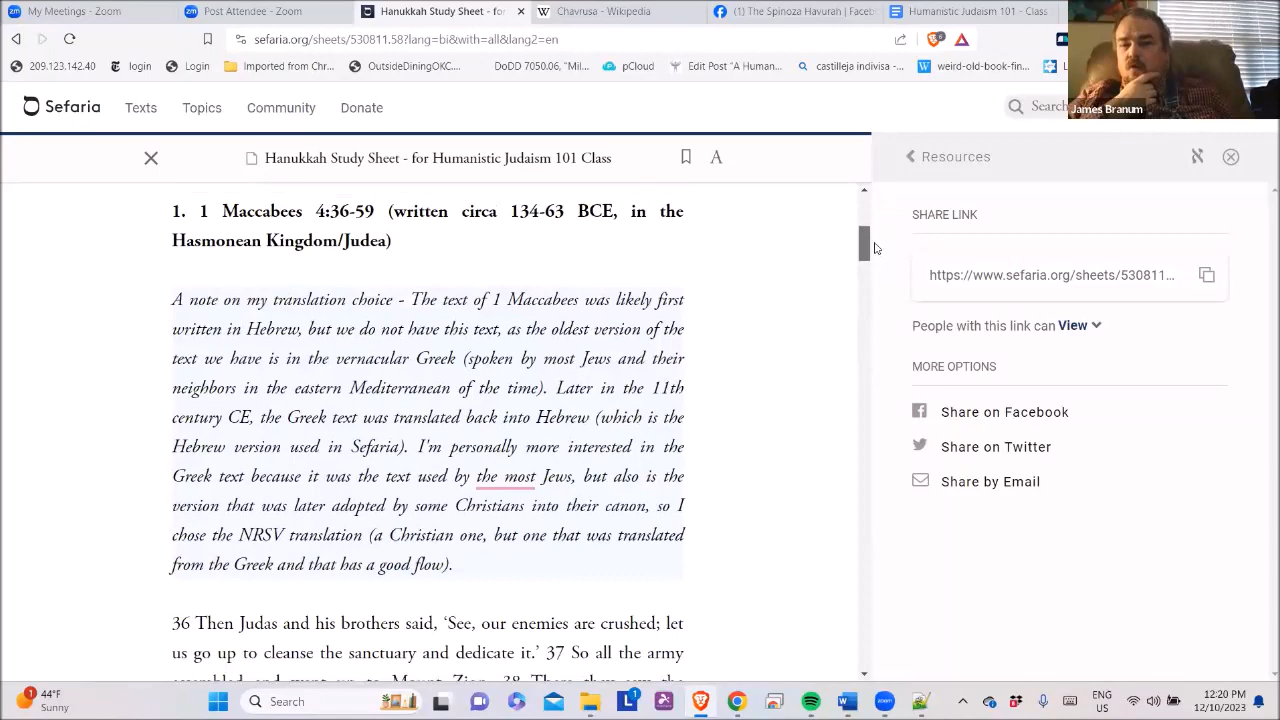 My Meetings - Zoom
Post Attendee - Zoom
Hanukkah Study Sheet - for
Chavrusa - Wikipedia
(1) The Spinoza Havurah | Faceb
Humanistic Judaism 101 - Class
sefaria.org/sheets/530811.58?lang=bi&wi
209.123.142.40
login
Login
Imported from Chr...
OutsideDiningOKC...
DoDD 7
pCloud
Edit Post "A Human...
castilleja indivisa -
weird-doctor-
Sefaria
Texts
Topics
Community
Donate
Search
James Branum
Hanukkah Study Sheet - for Humanistic Judaism 101 Class
A
Resources
1. 1 Maccabees 4:36-59 (written circa 134-63 BCE, in the
Hasmonean Kingdom/Judea)
A note on my translation choice - The text of 1 Maccabees was likely first
written in Hebrew, but we do not have this text, as the oldest version of the
text we have is in the vernacular Greek (spoken by most Jews and their
neighbors in the eastern Mediterranean of the time). Later in the 11th
century CE, the Greek text was translated back into Hebrew (which is the
Hebrew version used in Sefaria). I'm personally more interested in the
Greek text because it was the text used by the most Jews, but also is the
version that was later adopted by some Christians into their canon, so I
chose the NRSV translation (a Christian one, but one that was translated
from the Greek and that has a good flow).
36 Then Judas and his brothers said, ‘See, our enemies are crushed; let
us go up to cleanse the sanctuary and dedicate it.’ 37 So all the army
SHARE LINK
https://www.sefaria.org/sheets/530811...
People with this link can View
MORE OPTIONS
Share on Facebook
Share on Twitter
Share by Email
44°F
Sunny
Search
ENG
US
12:20 PM
12/10/2023